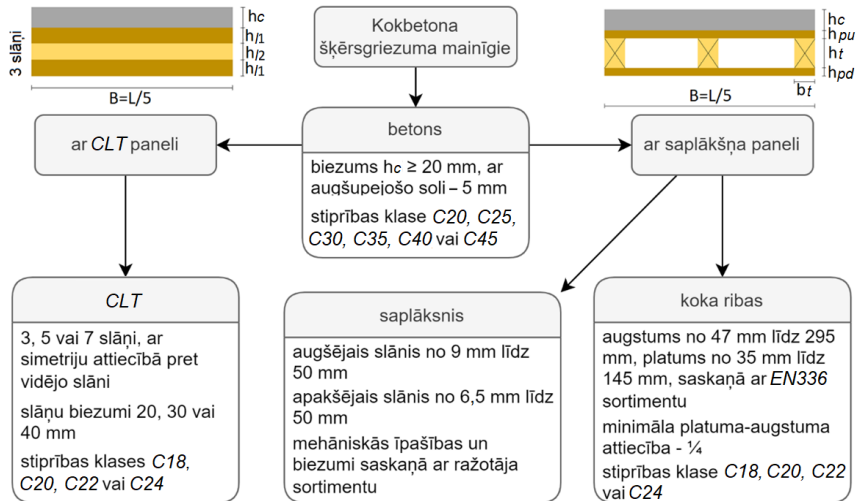 3 slāņi
hc
hl1
hl2
hl1
B=L/5
Kokbetona
šķērsgriezuma mainīgie
hc
hpu
ht
hpd
B=L/5
bt
ar CLT paneli
betons
biezums hc ≥ 20 mm, ar
augšupejošo soli – 5 mm
stiprības klase C20, C25,
C30, C35, C40 vai C45
ar saplākšņa paneli
CLT
3, 5 vai 7 slāņi, ar
simetriju attiecībā pret
vidējo slāni
slāņu biezumi 20, 30 vai
40 mm
stiprības klases C18,
C20, C22 vai C24
saplāksnis
augšējais slānis no 9 mm līdz
50 mm
apakšējais slānis no 6,5 mm līdz
50 mm
mehāniskās īpašības un
biezumi saskaņā ar ražotāja
sortimentu
koka ribas
augstums no 47 mm līdz 295
mm, platums no 35 mm līdz
145 mm, saskaņā ar EN336
sortimentu
minimāla platuma-augstuma
attiecība - ¼
stiprības klase C18, C20, C22
vai C24